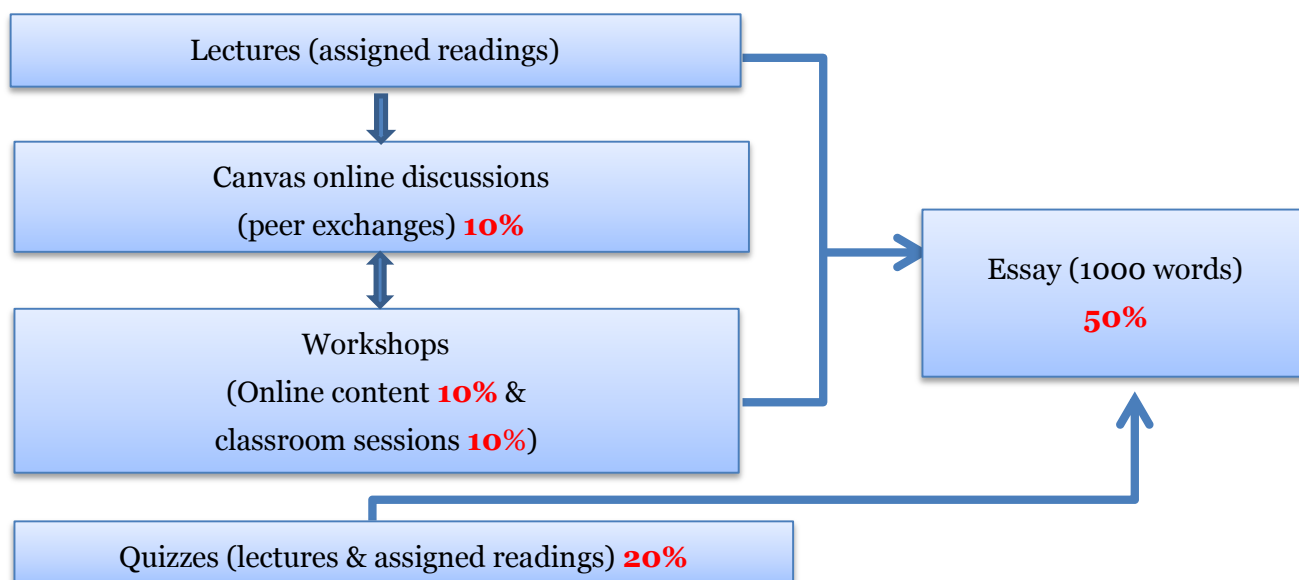 Lectures (assigned readings)
Canvas online discussions
(peer exchanges) 10%
Workshops
(Online content 10% &
classroom sessions 10%)
Essay (1000 words)
50%
Quizzes (lectures & assigned readings) 20%